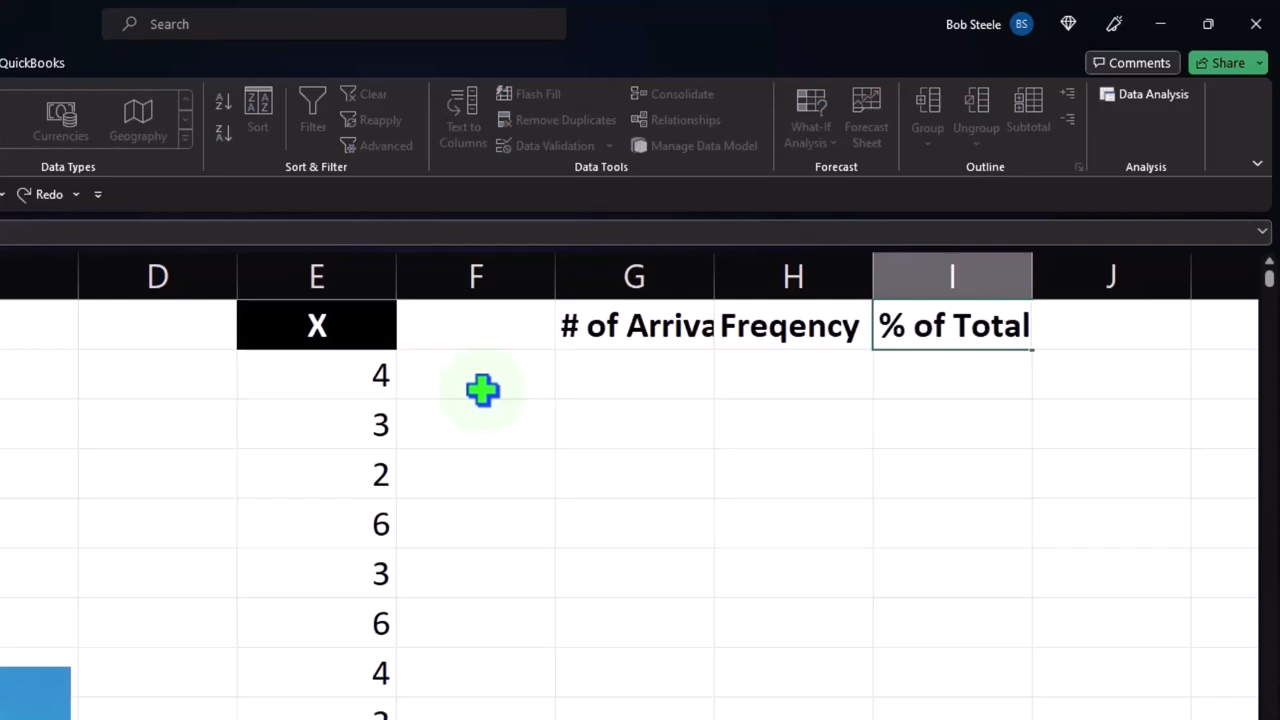 Search
Bob Steele BS
QuickBooks
Comments Share
Currencies Geography
Data Types
Sort Filter
Clear
Reapply
Advanced
Sort & Filter
Text to Columns
Flash Fill
Remove Duplicates
Data Validation
Consolidate
Relationships
Manage Data Model
Data Tools
What-If Analysis
Forecast Sheet
Forecast
Group Ungroup Subtotal
Outline
Data Analysis
Analysis
Redo
D E F G H I J
X # of Arriva Freqency % of Total
4
3
2
6
3
6
4